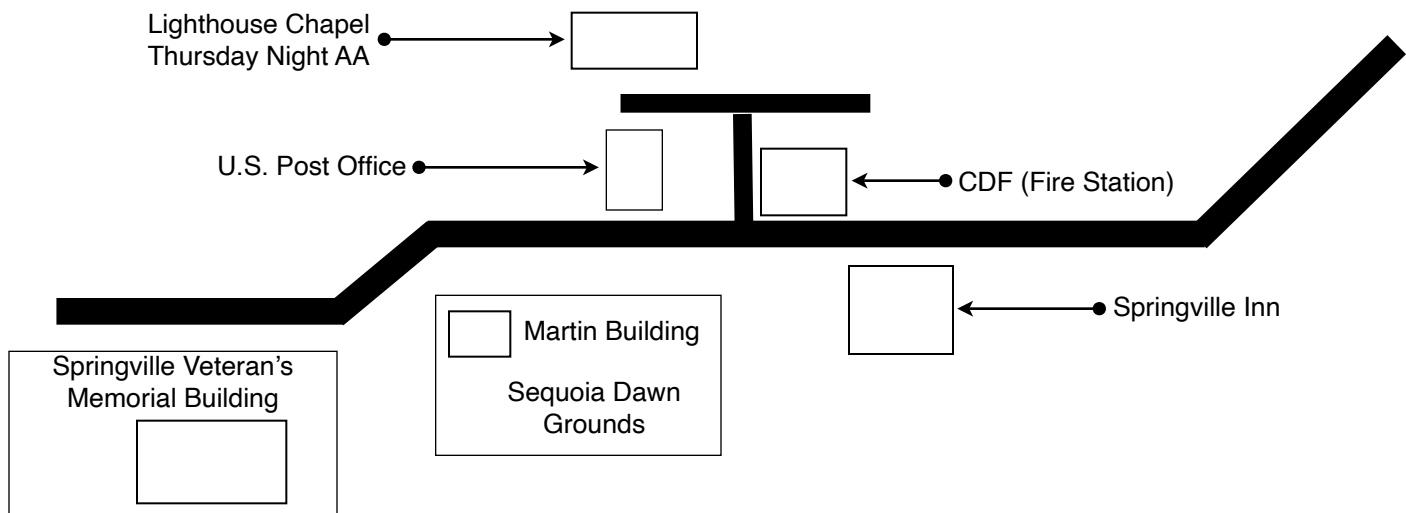 Lighthouse Chapel
Thursday Night AA
U.S. Post Office
CDF (Fire Station)
Springville Inn
Martin Building
Sequoia Dawn
Grounds
Springville Veteran's
Memorial Building